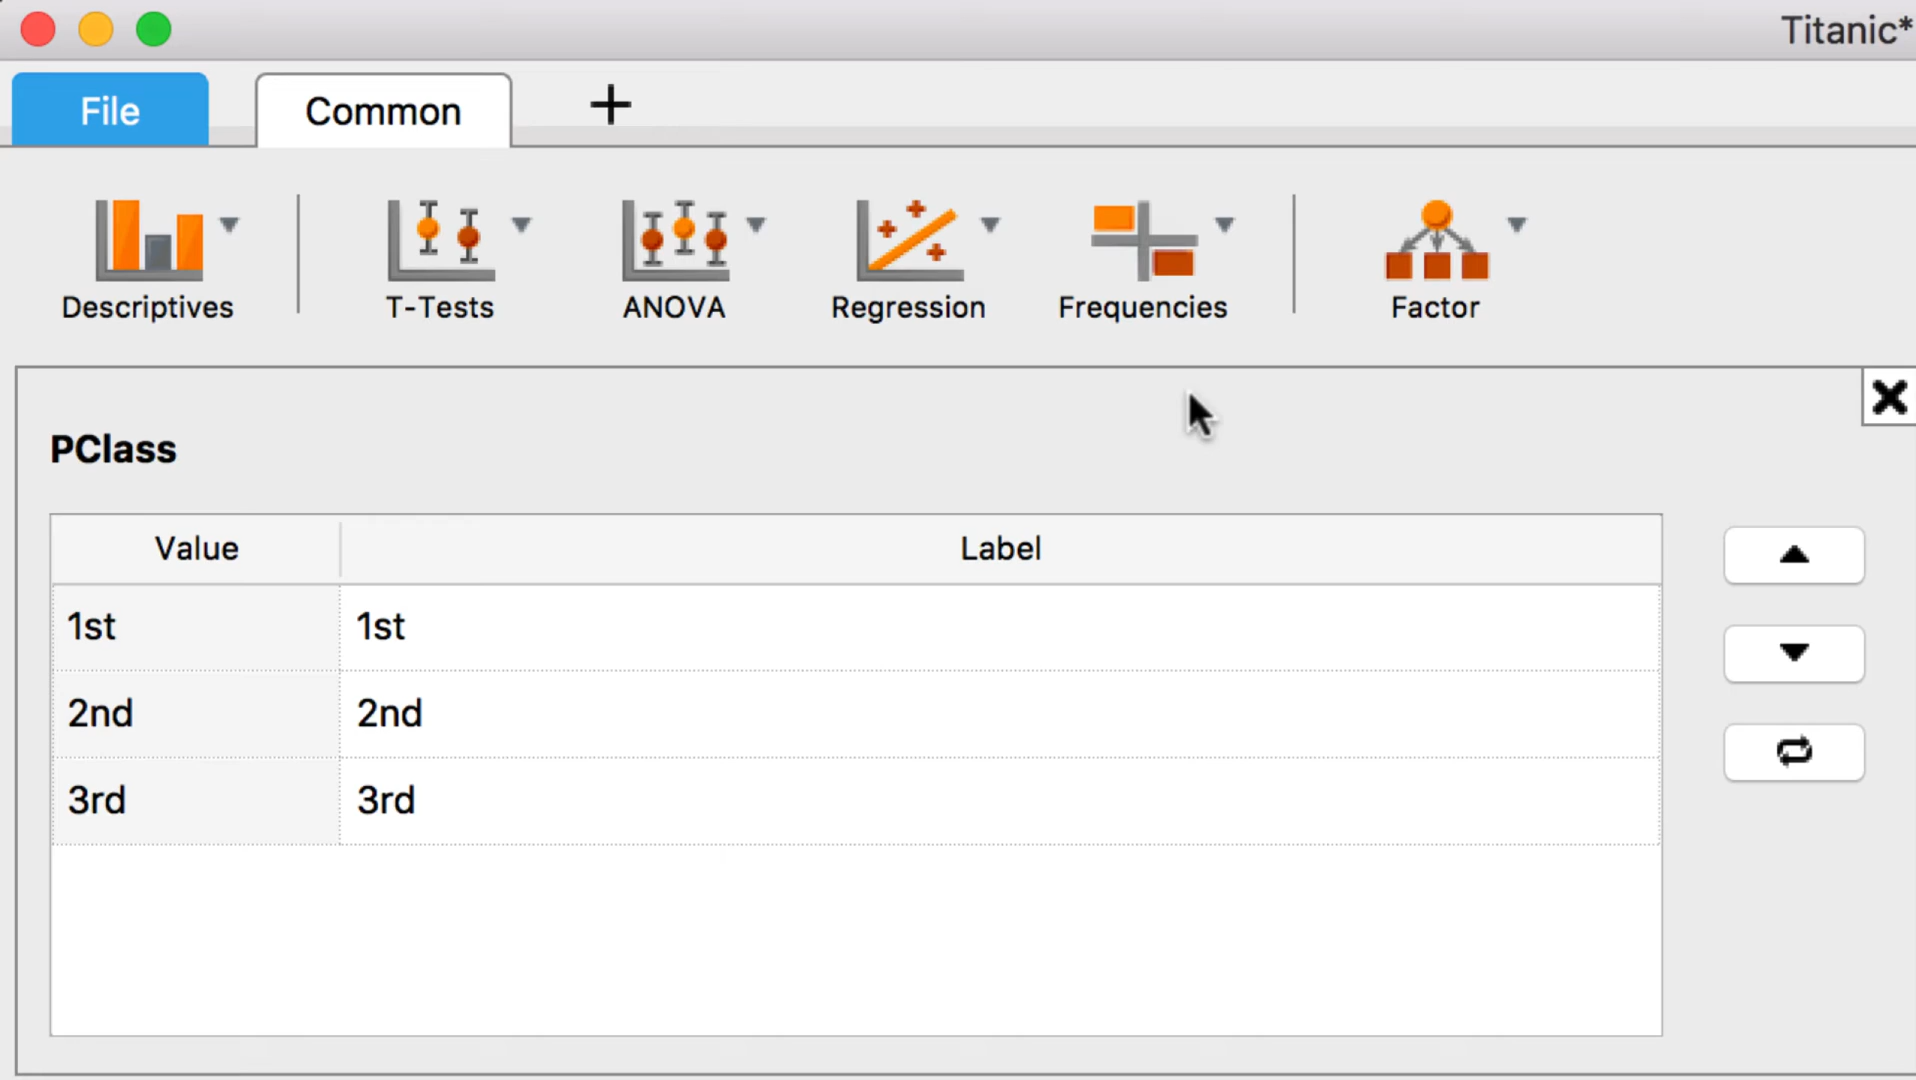 Titanic*
File Common +
Descriptives T-Tests ANOVA Regression Frequencies Factor
PClass
Value Label
1st 1st
2nd 2nd
3rd 3rd